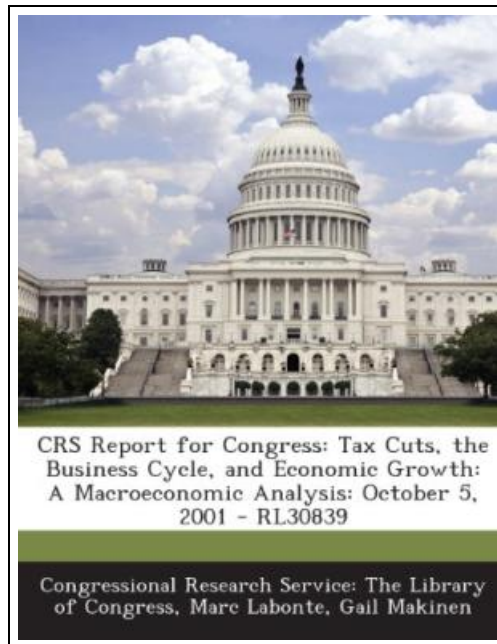 CRS Report for Congress: Tax Cuts, the
Business Cycle, and Economic Growth:
A Macroeconomic Analysis: October 5,
2001 - RL30839
Congressional Research Service: The Library
of Congress, Marc Labonte, Gail Makinen